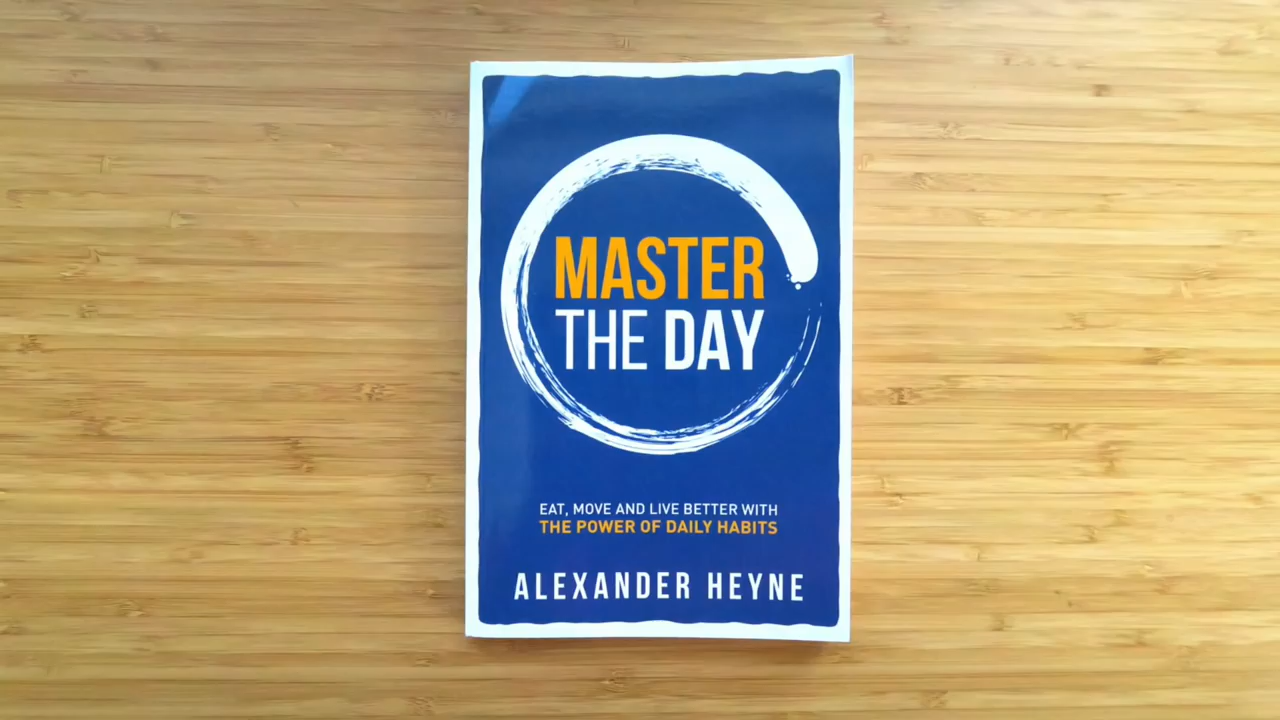 MASTER
THE DAY
EAT, MOVE AND LIVE BETTER WITH
THE POWER OF DAILY HABITS
ALEXANDER HEYNE